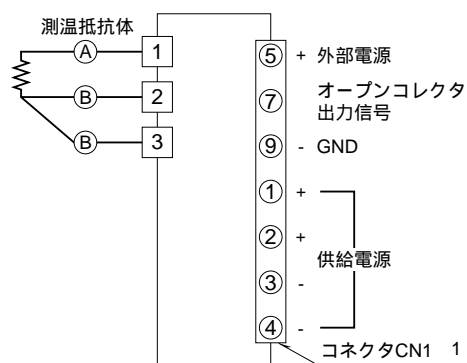 測温抵抗体
A 1
B 2
B 3
⑤ + 外部電源
⑦ オープンコレクタ
出力信号
⑨ - GND
① +
② +
供給電源
③ -
④ -
コネクタCN1 1